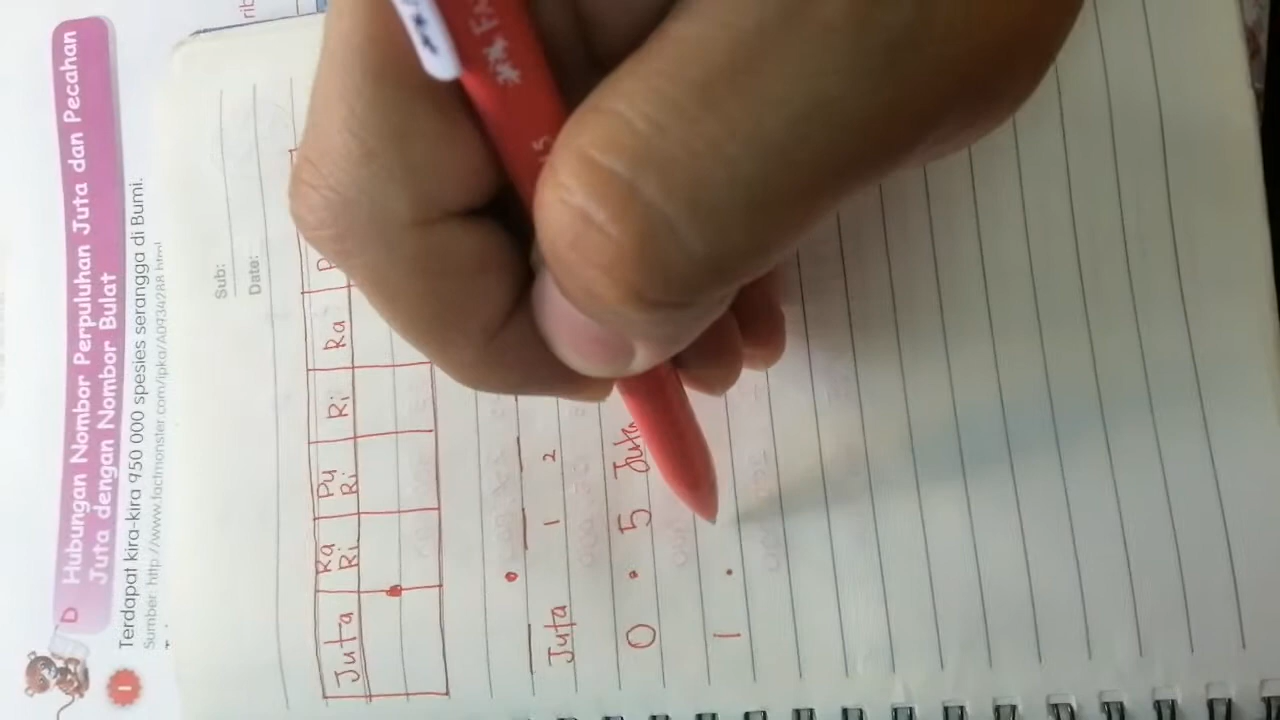 D Hubungan Nombor Perpuluhan Juta dan Pecahan
Juta dengan Nombor Bulat
1 Terdapat kira-kira 950 000 spesies serangga di Bumi.
Sumber: http://www.factmonster.com/ipka/A0934288.html
Sub:
Date:
Juta Ra Ri Pu Ri Ri Ra
Juta 1 2
0 . 5 Juta
1 .